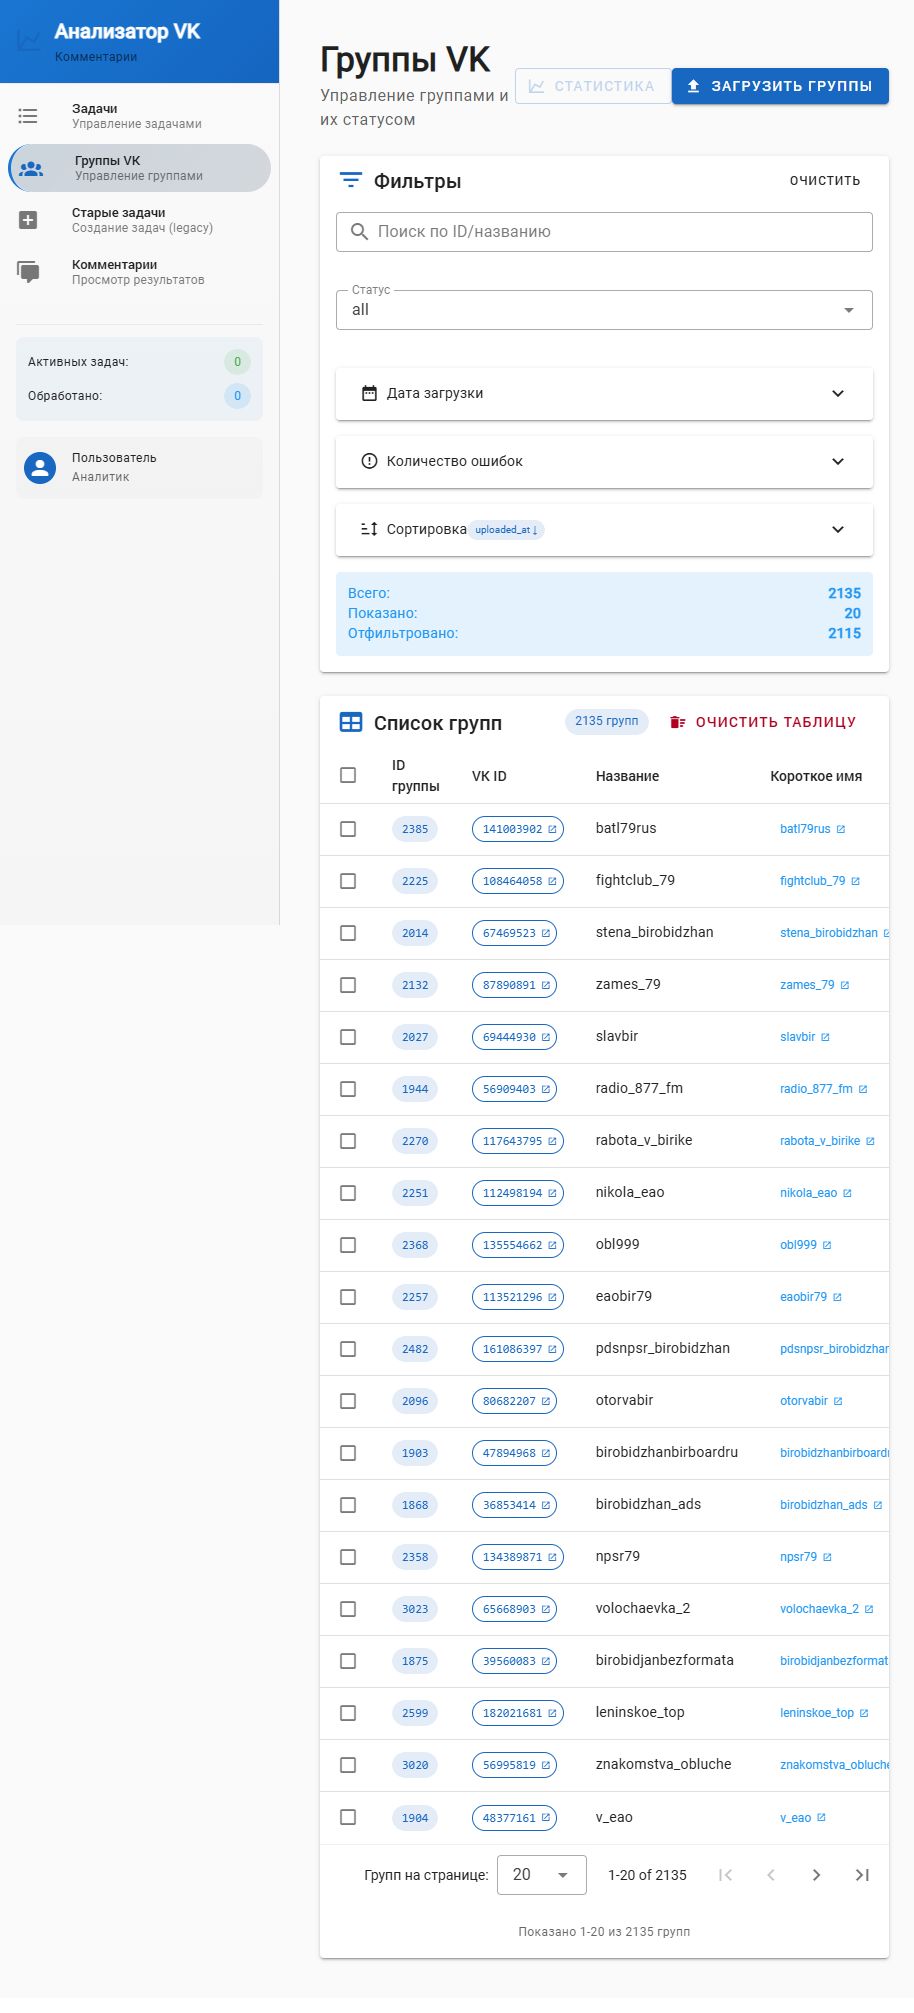 Анализатор VK
Комментарии
Задачи
Управление задачами
Группы VK
Управление группами
Старые задачи
Создание задач (legacy)
Комментарии
Просмотр результатов
Активных задач: 0
Обработано: 0
Пользователь
Аналитик
Группы VK
Управление группами и
их статусом
СТАТИСТИКА
ЗАГРУЗИТЬ ГРУППЫ
Фильтры
ОЧИСТИТЬ
Поиск по ID/названию
Статус
all
Дата загрузки
Количество ошибок
Сортировка uploaded_at ↓
Всего: 2135
Показано: 20
Отфильтровано: 2115
Список групп
2135 групп
ОЧИСТИТЬ ТАБЛИЦУ
ID
группы
VK ID
Название
Короткое имя
2385 141003902 batl79rus batl79rus
2225 108464058 fightclub_79 fightclub_79
2014 67469523 stena_birobidzhan stena_birobidzhan
2132 87890891 zames_79 zames_79
2027 69444930 slavbir slavbir
1944 56909403 radio_877_fm radio_877_fm
2270 117643795 rabota_v_birike rabota_v_birike
2251 112498194 nikola_eao nikola_eao
2368 135554662 obl999 obl999
2257 113521296 eaobir79 eaobir79
2482 161086397 pdsnpsr_birobidzhan pdsnpsr_birobidzhan
2096 80682207 otorvabir otorvabir
1903 47894968 birobidzhanbirboardru birobidzhanbirboard
1868 36853414 birobidzhan_ads birobidzhan_ads
2358 134389871 npsr79 npsr79
3023 65668903 volochaevka_2 volochaevka_2
1875 39560083 birobidjanbezformata birobidjanbezformat
2599 182021681 leninskoe_top leninskoe_top
3020 56995819 znakomstva_obluche znakomstva_obluche
1904 48377161 v_eao v_eao
Групп на странице: 20 1-20 of 2135
Показано 1-20 из 2135 групп